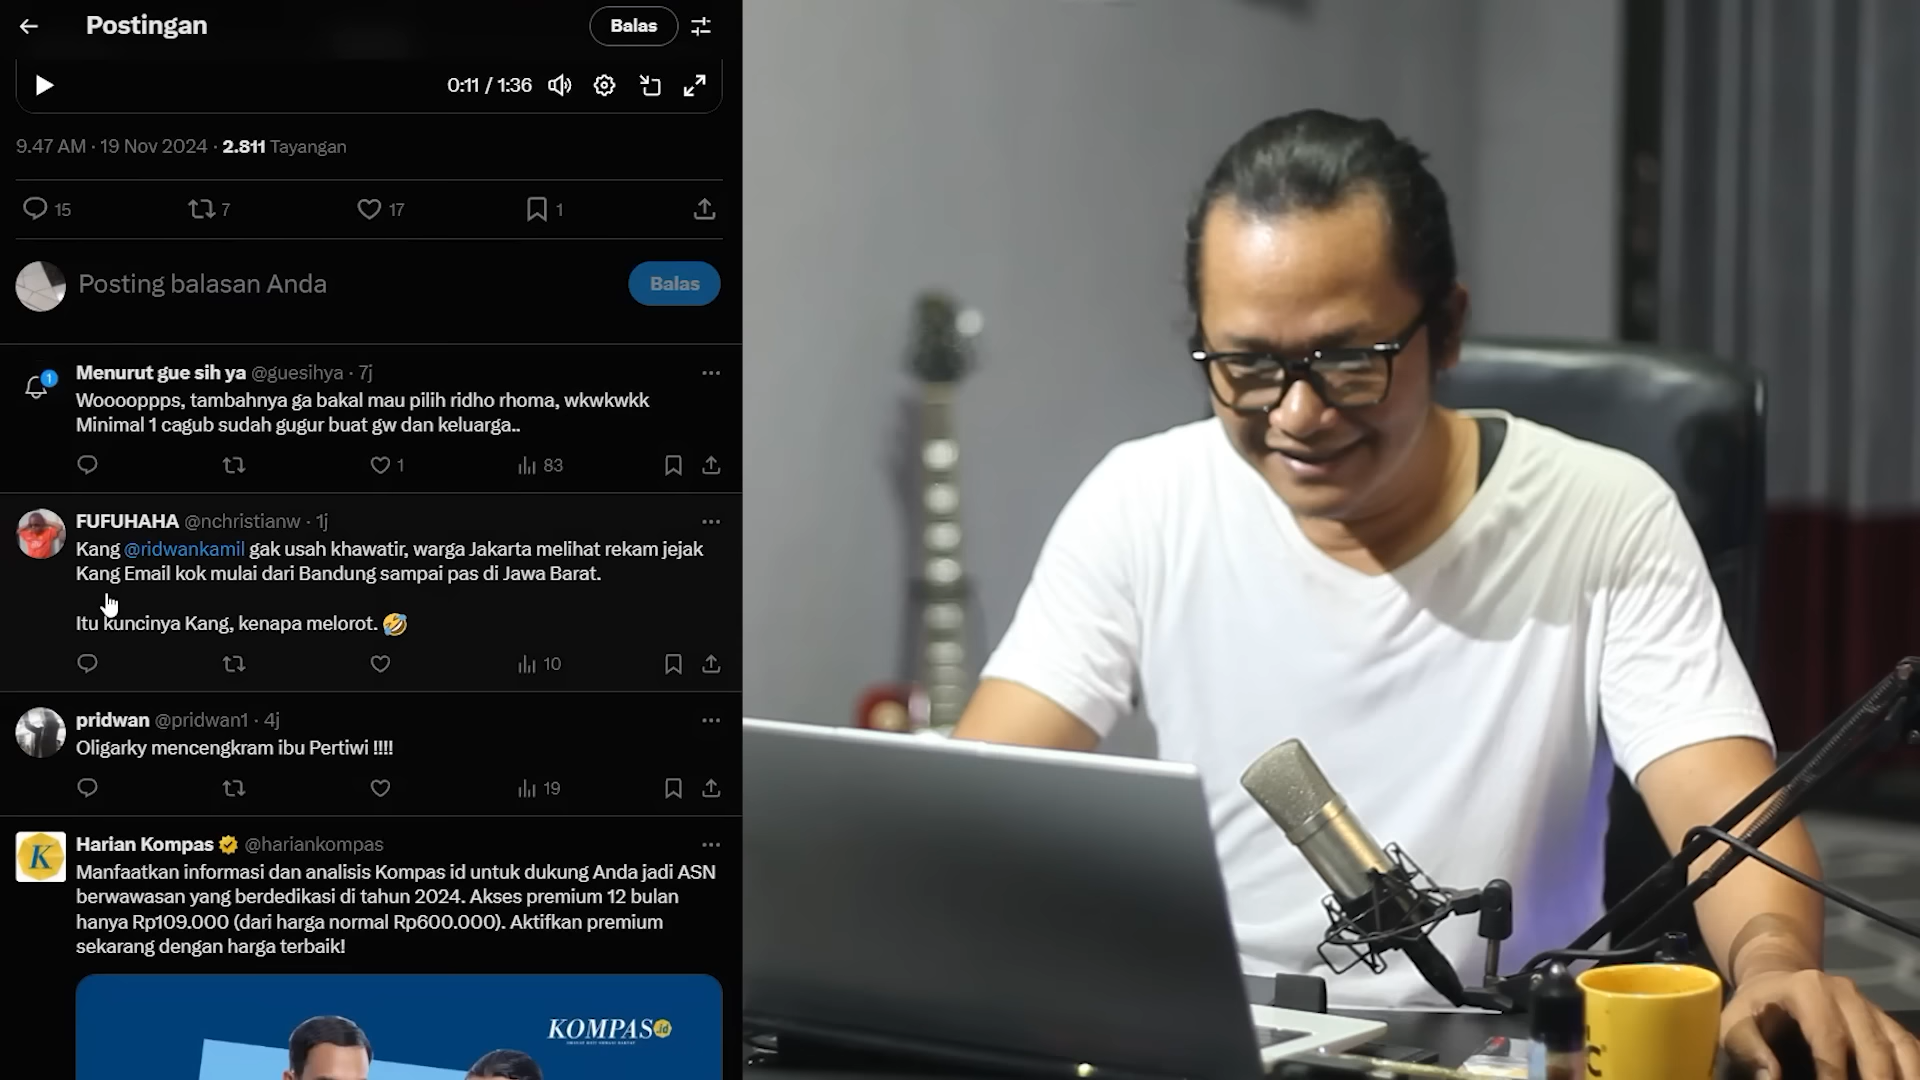 Postingan
Balas
0:11 / 1:36
9.47 AM · 19 Nov 2024 · 2.811 Tayangan
15
7
17
1
Posting balasan Anda
Balas
1
Menurut gue sih ya @guesihya · 7j
Wooooppps, tambahnya ga bakal mau pilih ridho rhoma, wkwkwkk
Minimal 1 cagub sudah gugur buat gw dan keluarga..
1
83
FUFUHAHA @nchristianw · 1j
Kang @ridwankamil gak usah khawatir, warga Jakarta melihat rekam jejak
Kang Email kok mulai dari Bandung sampai pas di Jawa Barat.
Itu kuncinya Kang, kenapa melorot. 🤣
10
pridwan @pridwan1 · 4j
Oligarky mencengkram ibu Pertiwi !!!!
19
K
Harian Kompas @hariankompas
Manfaatkan informasi dan analisis Kompas id untuk dukung Anda jadi ASN
berwawasan yang berdedikasi di tahun 2024. Akses premium 12 bulan
hanya Rp109.000 (dari harga normal Rp600.000). Aktifkan premium
sekarang dengan harga terbaik!
KOMPAS.id